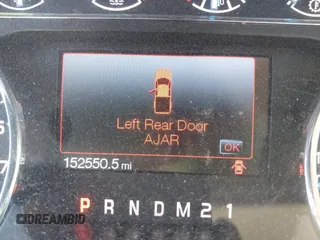 Left Rear Door
AJAR
OK
152550.5 mi
P R N D M 2 1
DREAMBID